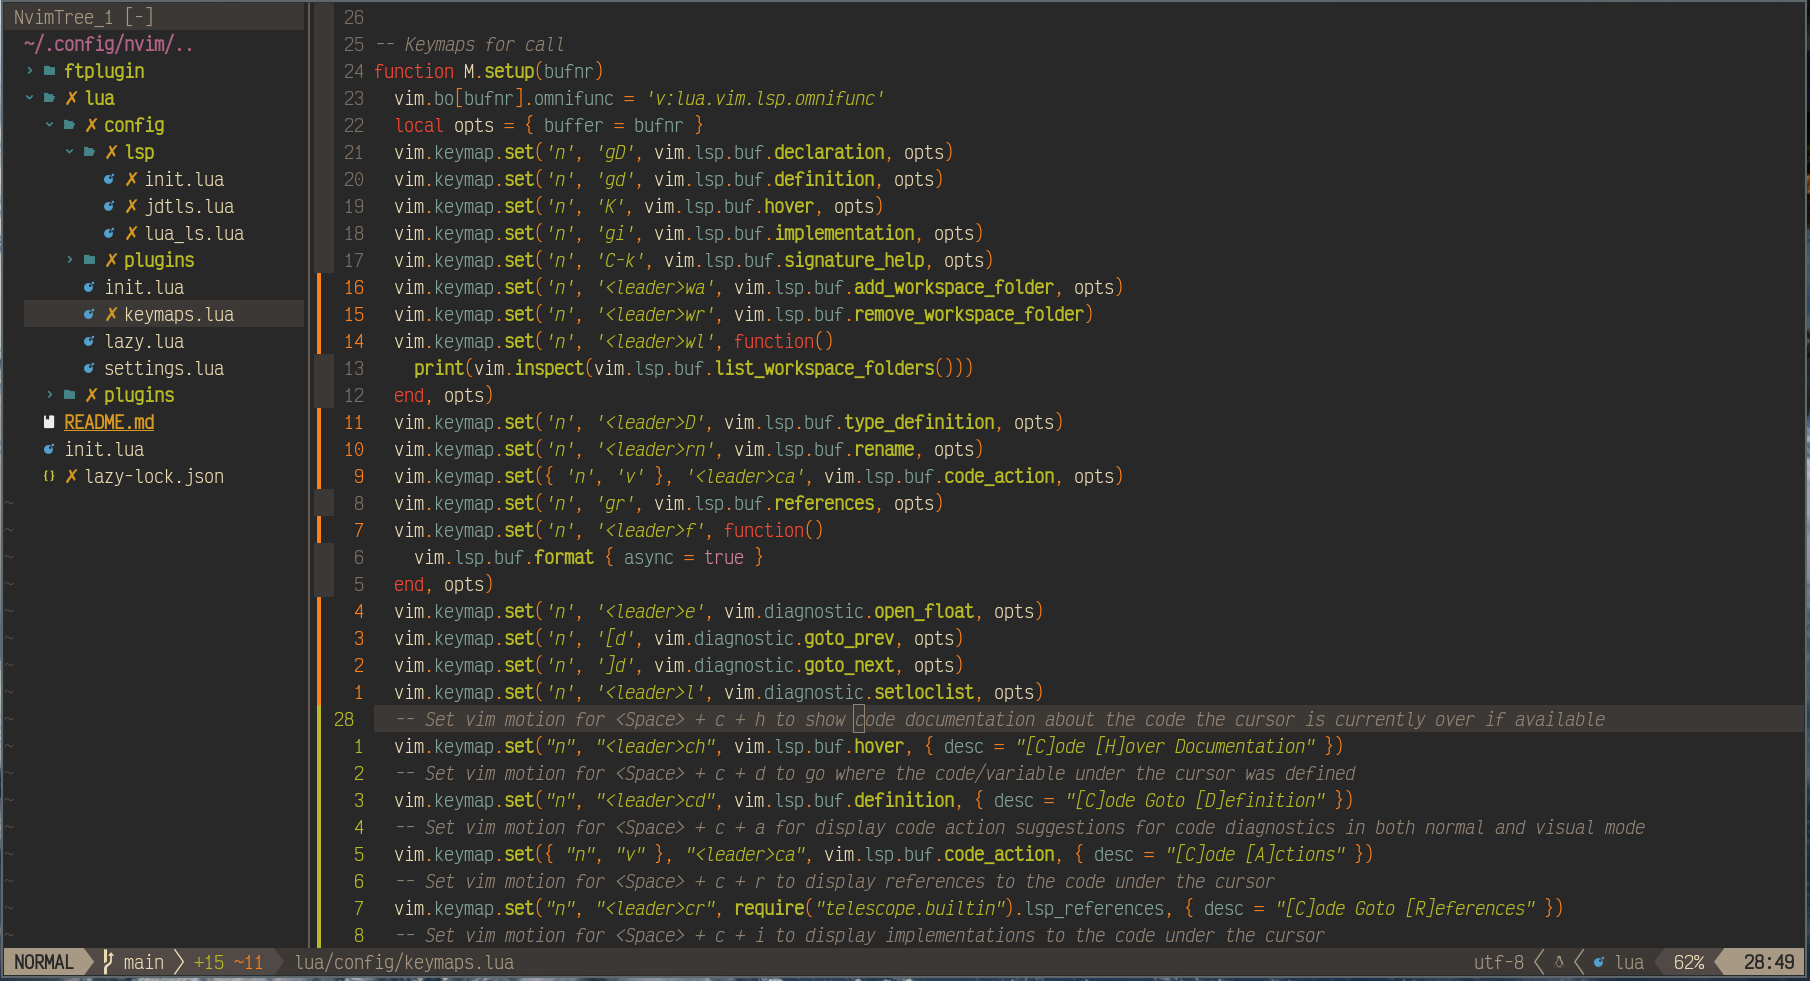 NvimTree_1 [-]
~/.config/nvim/..
ftplugin
✗ lua
✗ config
✗ lsp
✗ init.lua
✗ jdtls.lua
✗ lua_ls.lua
✗ plugins
init.lua
✗ keymaps.lua
lazy.lua
settings.lua
✗ plugins
README.md
init.lua
{} ✗ lazy-lock.json
26
25 -- Keymaps for call
24 function M.setup(bufnr)
23   vim.bo[bufnr].omnifunc = 'v:lua.vim.lsp.omnifunc'
22   local opts = { buffer = bufnr }
21   vim.keymap.set('n', 'gD', vim.lsp.buf.declaration, opts)
20   vim.keymap.set('n', 'gd', vim.lsp.buf.definition, opts)
19   vim.keymap.set('n', 'K', vim.lsp.buf.hover, opts)
18   vim.keymap.set('n', 'gi', vim.lsp.buf.implementation, opts)
17   vim.keymap.set('n', 'C-k', vim.lsp.buf.signature_help, opts)
16   vim.keymap.set('n', '<leader>wa', vim.lsp.buf.add_workspace_folder, opts)
15   vim.keymap.set('n', '<leader>wr', vim.lsp.buf.remove_workspace_folder)
14   vim.keymap.set('n', '<leader>wl', function()
13     print(vim.inspect(vim.lsp.buf.list_workspace_folders()))
12   end, opts)
11   vim.keymap.set('n', '<leader>D', vim.lsp.buf.type_definition, opts)
10   vim.keymap.set('n', '<leader>rn', vim.lsp.buf.rename, opts)
9   vim.keymap.set({ 'n', 'v' }, '<leader>ca', vim.lsp.buf.code_action, opts)
8   vim.keymap.set('n', 'gr', vim.lsp.buf.references, opts)
7   vim.keymap.set('n', '<leader>f', function()
6     vim.lsp.buf.format { async = true }
5   end, opts)
4   vim.keymap.set('n', '<leader>e', vim.diagnostic.open_float, opts)
3   vim.keymap.set('n', '[d', vim.diagnostic.goto_prev, opts)
2   vim.keymap.set('n', ']d', vim.diagnostic.goto_next, opts)
1   vim.keymap.set('n', '<leader>l', vim.diagnostic.setloclist, opts)
28   -- Set vim motion for <Space> + c + h to show code documentation about the code the cursor is currently over if available
1   vim.keymap.set("n", "<leader>ch", vim.lsp.buf.hover, { desc = "[C]ode [H]over Documentation" })
2   -- Set vim motion for <Space> + c + d to go where the code/variable under the cursor was defined
3   vim.keymap.set("n", "<leader>cd", vim.lsp.buf.definition, { desc = "[C]ode Goto [D]efinition" })
4   -- Set vim motion for <Space> + c + a for display code action suggestions for code diagnostics in both normal and visual mode
5   vim.keymap.set({ "n", "v" }, "<leader>ca", vim.lsp.buf.code_action, { desc = "[C]ode [A]ctions" })
6   -- Set vim motion for <Space> + c + r to display references to the code under the cursor
7   vim.keymap.set("n", "<leader>cr", require("telescope.builtin").lsp_references, { desc = "[C]ode Goto [R]eferences" })
8   -- Set vim motion for <Space> + c + i to display implementations to the code under the cursor
NORMAL main +15 ~11 lua/config/keymaps.lua utf-8 lua 62% 28:49